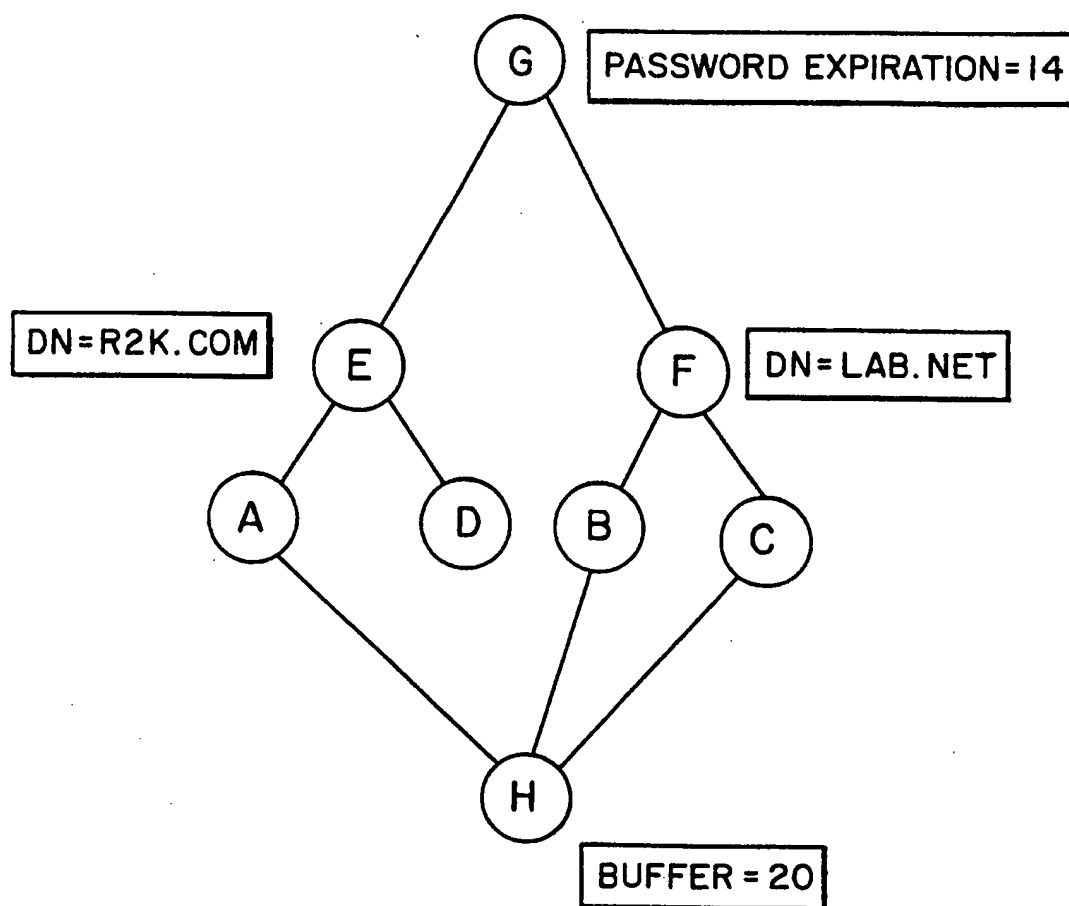 G
PASSWORD EXPIRATION=14
DN=R2K.COM
E
F
DN=LAB.NET
A
D
B
C
H
BUFFER=20